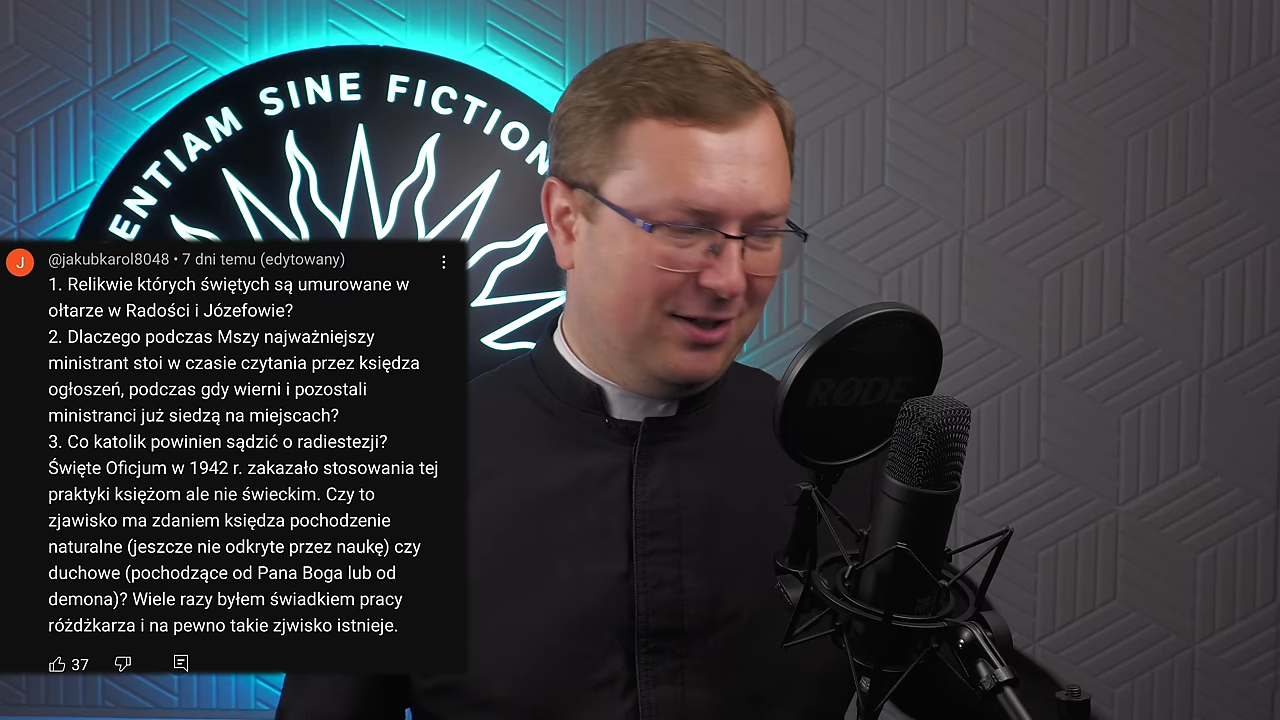 ENTIAM SINE FICTION
@jakubkarol8048 • 7 dni temu (edytowany)
J
1. Relikwie których świętych są umurowane w
ołtarze w Radości i Józefowie?
2. Dlaczego podczas Mszy najważniejszy
ministrant stoi w czasie czytania przez księdza
ogłoszeń, podczas gdy wierni i pozostali
ministranci już siedzą na miejscach?
3. Co katolik powinien sądzić o radiestezji?
Święte Oficjum w 1942 r. zakazało stosowania tej
praktyki księżom ale nie świeckim. Czy to
zjawisko ma zdaniem księdza pochodzenie
naturalne (jeszcze nie odkryte przez naukę) czy
duchowe (pochodzące od Pana Boga lub od
demona)? Wiele razy byłem świadkiem pracy
różdżkarza i na pewno takie zjwisko istnieje.
37
RØDE